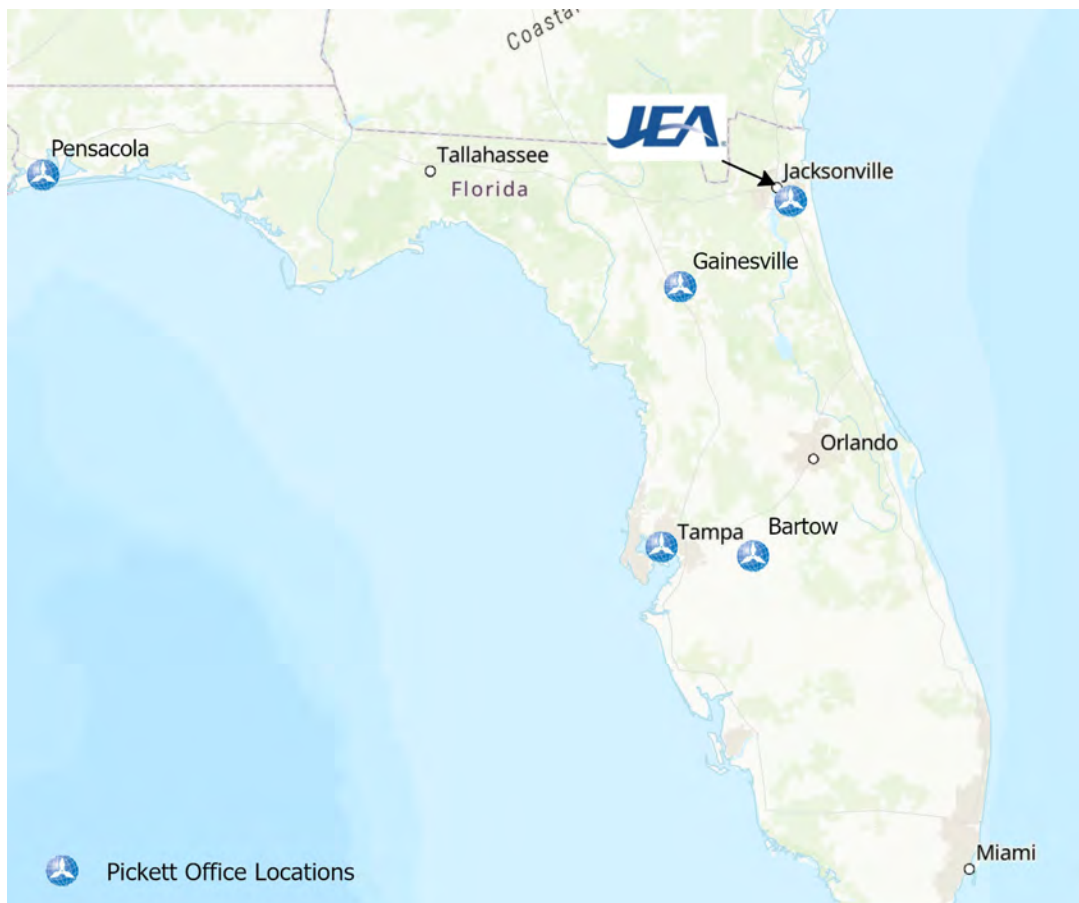 Coastal
JEA
Pensacola
Tallahassee
Florida
Jacksonville
Gainesville
Orlando
Tampa
Bartow
Miami
Pickett Office Locations